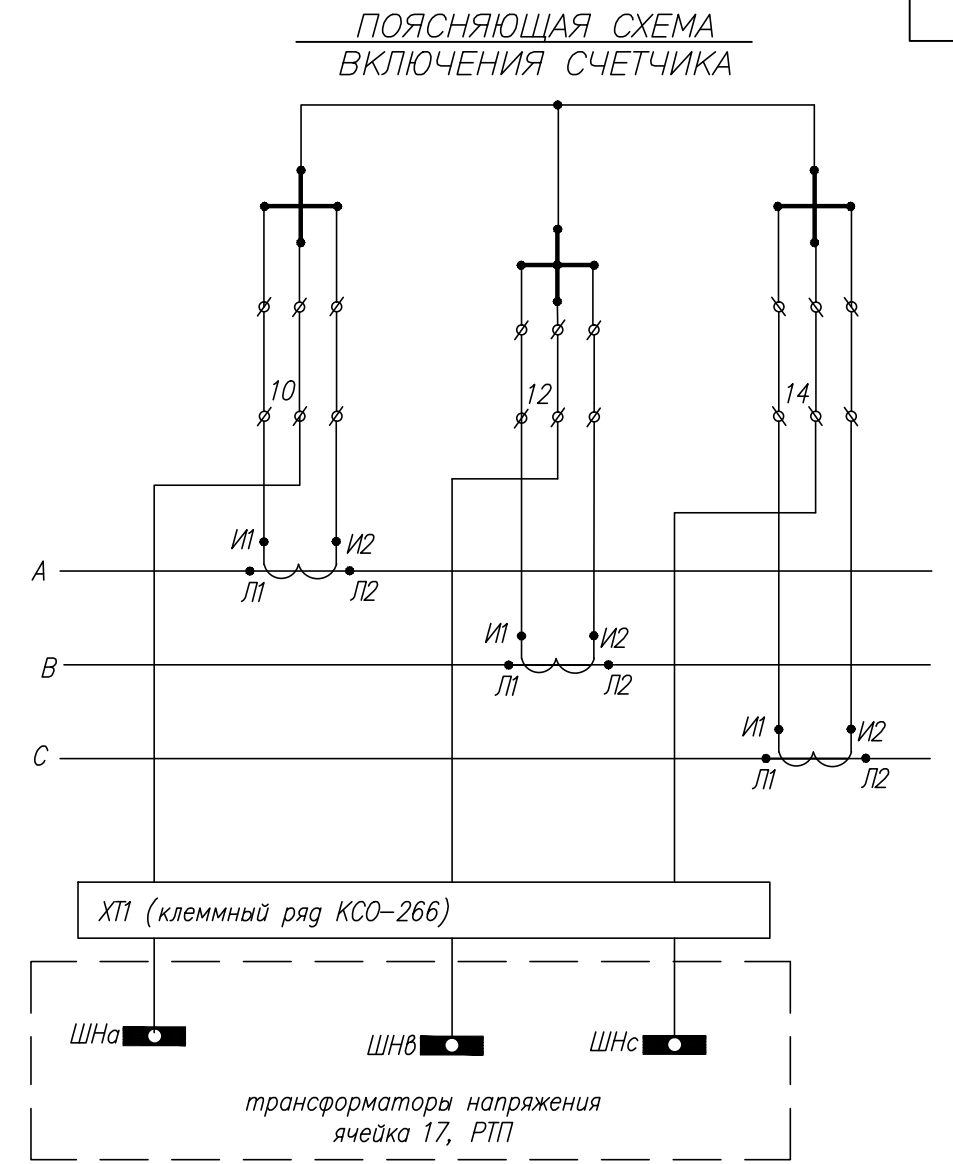 ПОЯСНЯЮЩАЯ СХЕМА
ВКЛЮЧЕНИЯ СЧЕТЧИКА
10
12
14
И1
И2
А
Л1
Л2
И1
И2
В
Л1
Л2
И1
И2
С
Л1
Л2
ХТ1 (клеммный ряд КСО-266)
ШНа
ШНв
ШНс
трансформаторы напряжения
ячейка 17, РТП